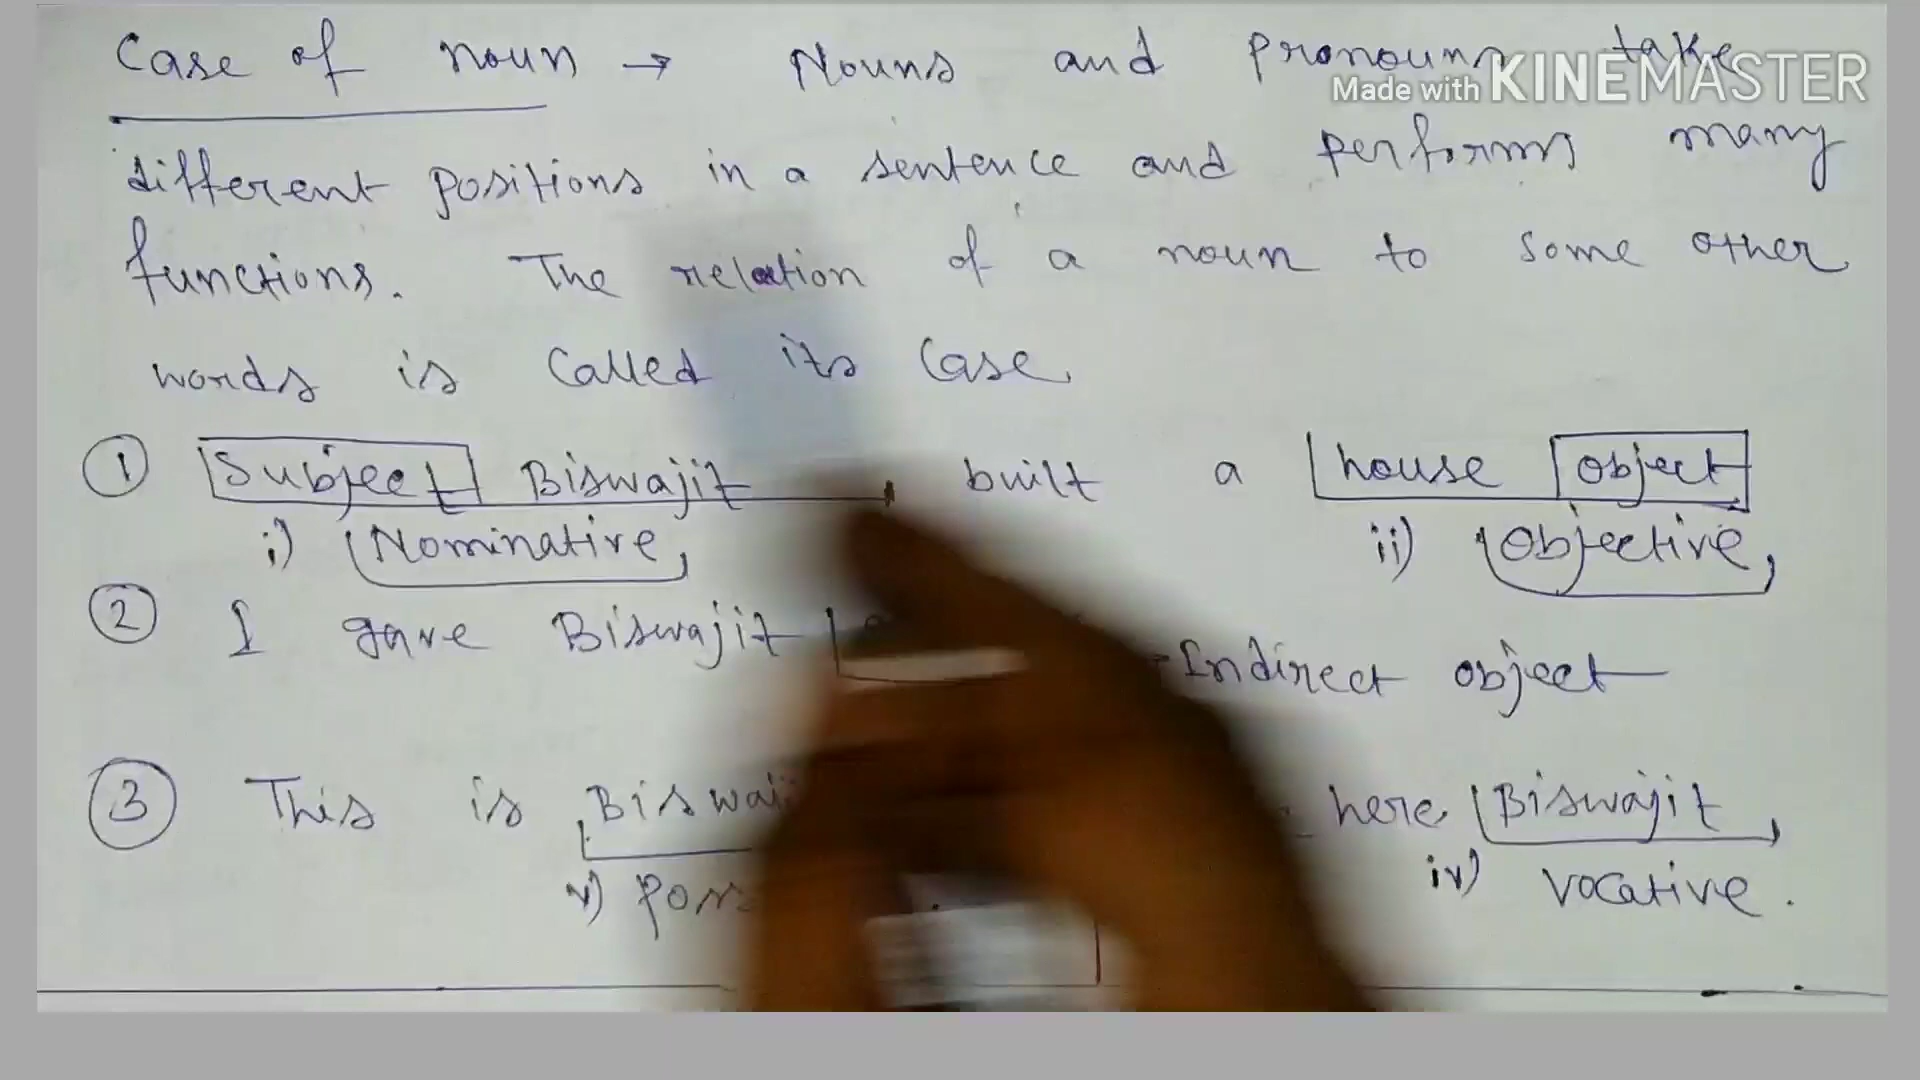 Case of noun → Nouns and pronouns take
Made with KINEMASTER
different positions in a sentence and performs many
functions. The relation of a noun to some other
words is called its case.
① Subject Biswajit built a house object
i) Nominative, ii) Objective,
② I gave Biswajit Indirect object
③ This is here, Biswajit
v) iv) vocative.